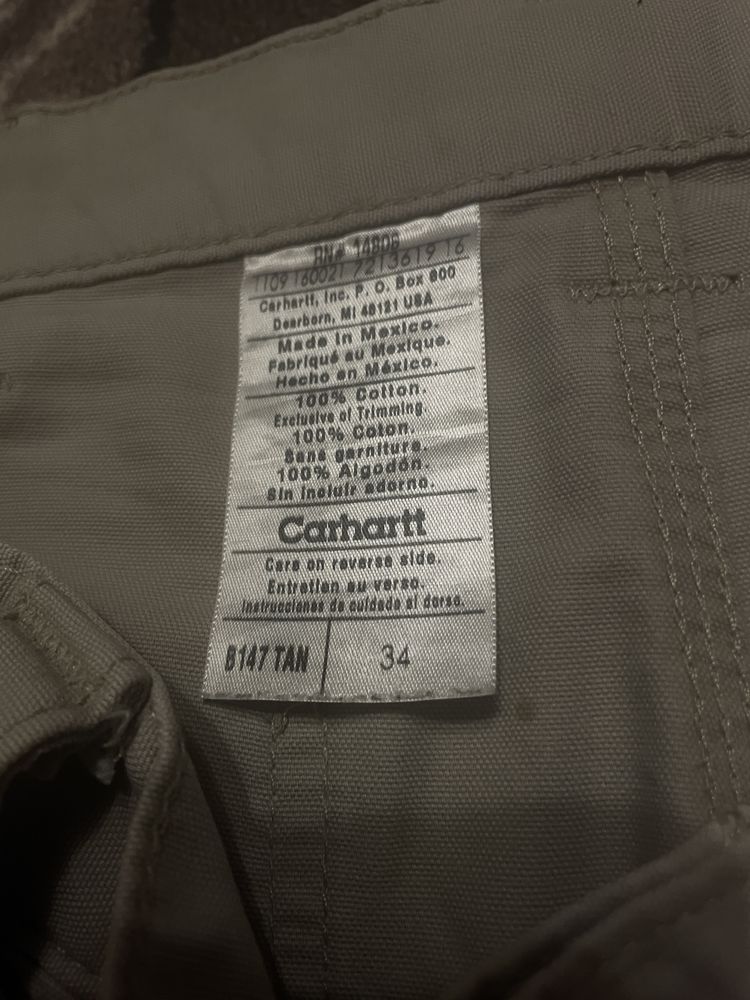 RN# 14806
1109 160021 7213619 16
Carhartt, Inc. P. O. Box 600
Dearborn, MI 48121 USA
Made in Mexico.
Fabriqué au Mexique.
Hecho en México.
100% Cotton.
Exclusive of Trimming.
100% Coton.
Sans garniture.
100% Algodón.
Sin incluir adorno.
Carhartt
Care on reverse side.
Entretien au verso.
Instrucciones de cuidado al dorso.
B147 TAN
34